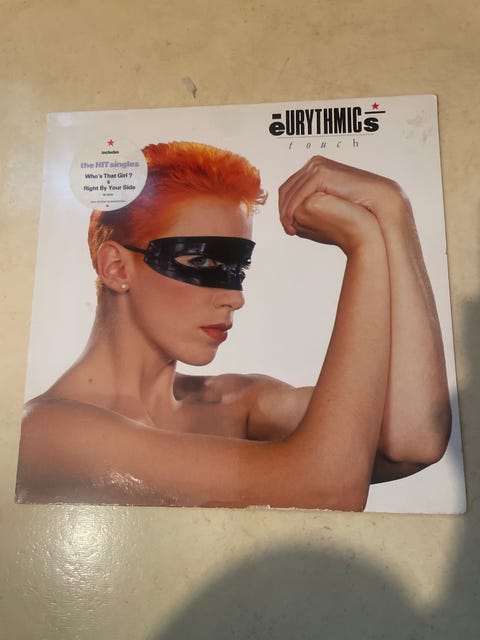 includes
the HIT singles
Who's That Girl ?
&
Right By Your Side
EURYTHMICS
touch